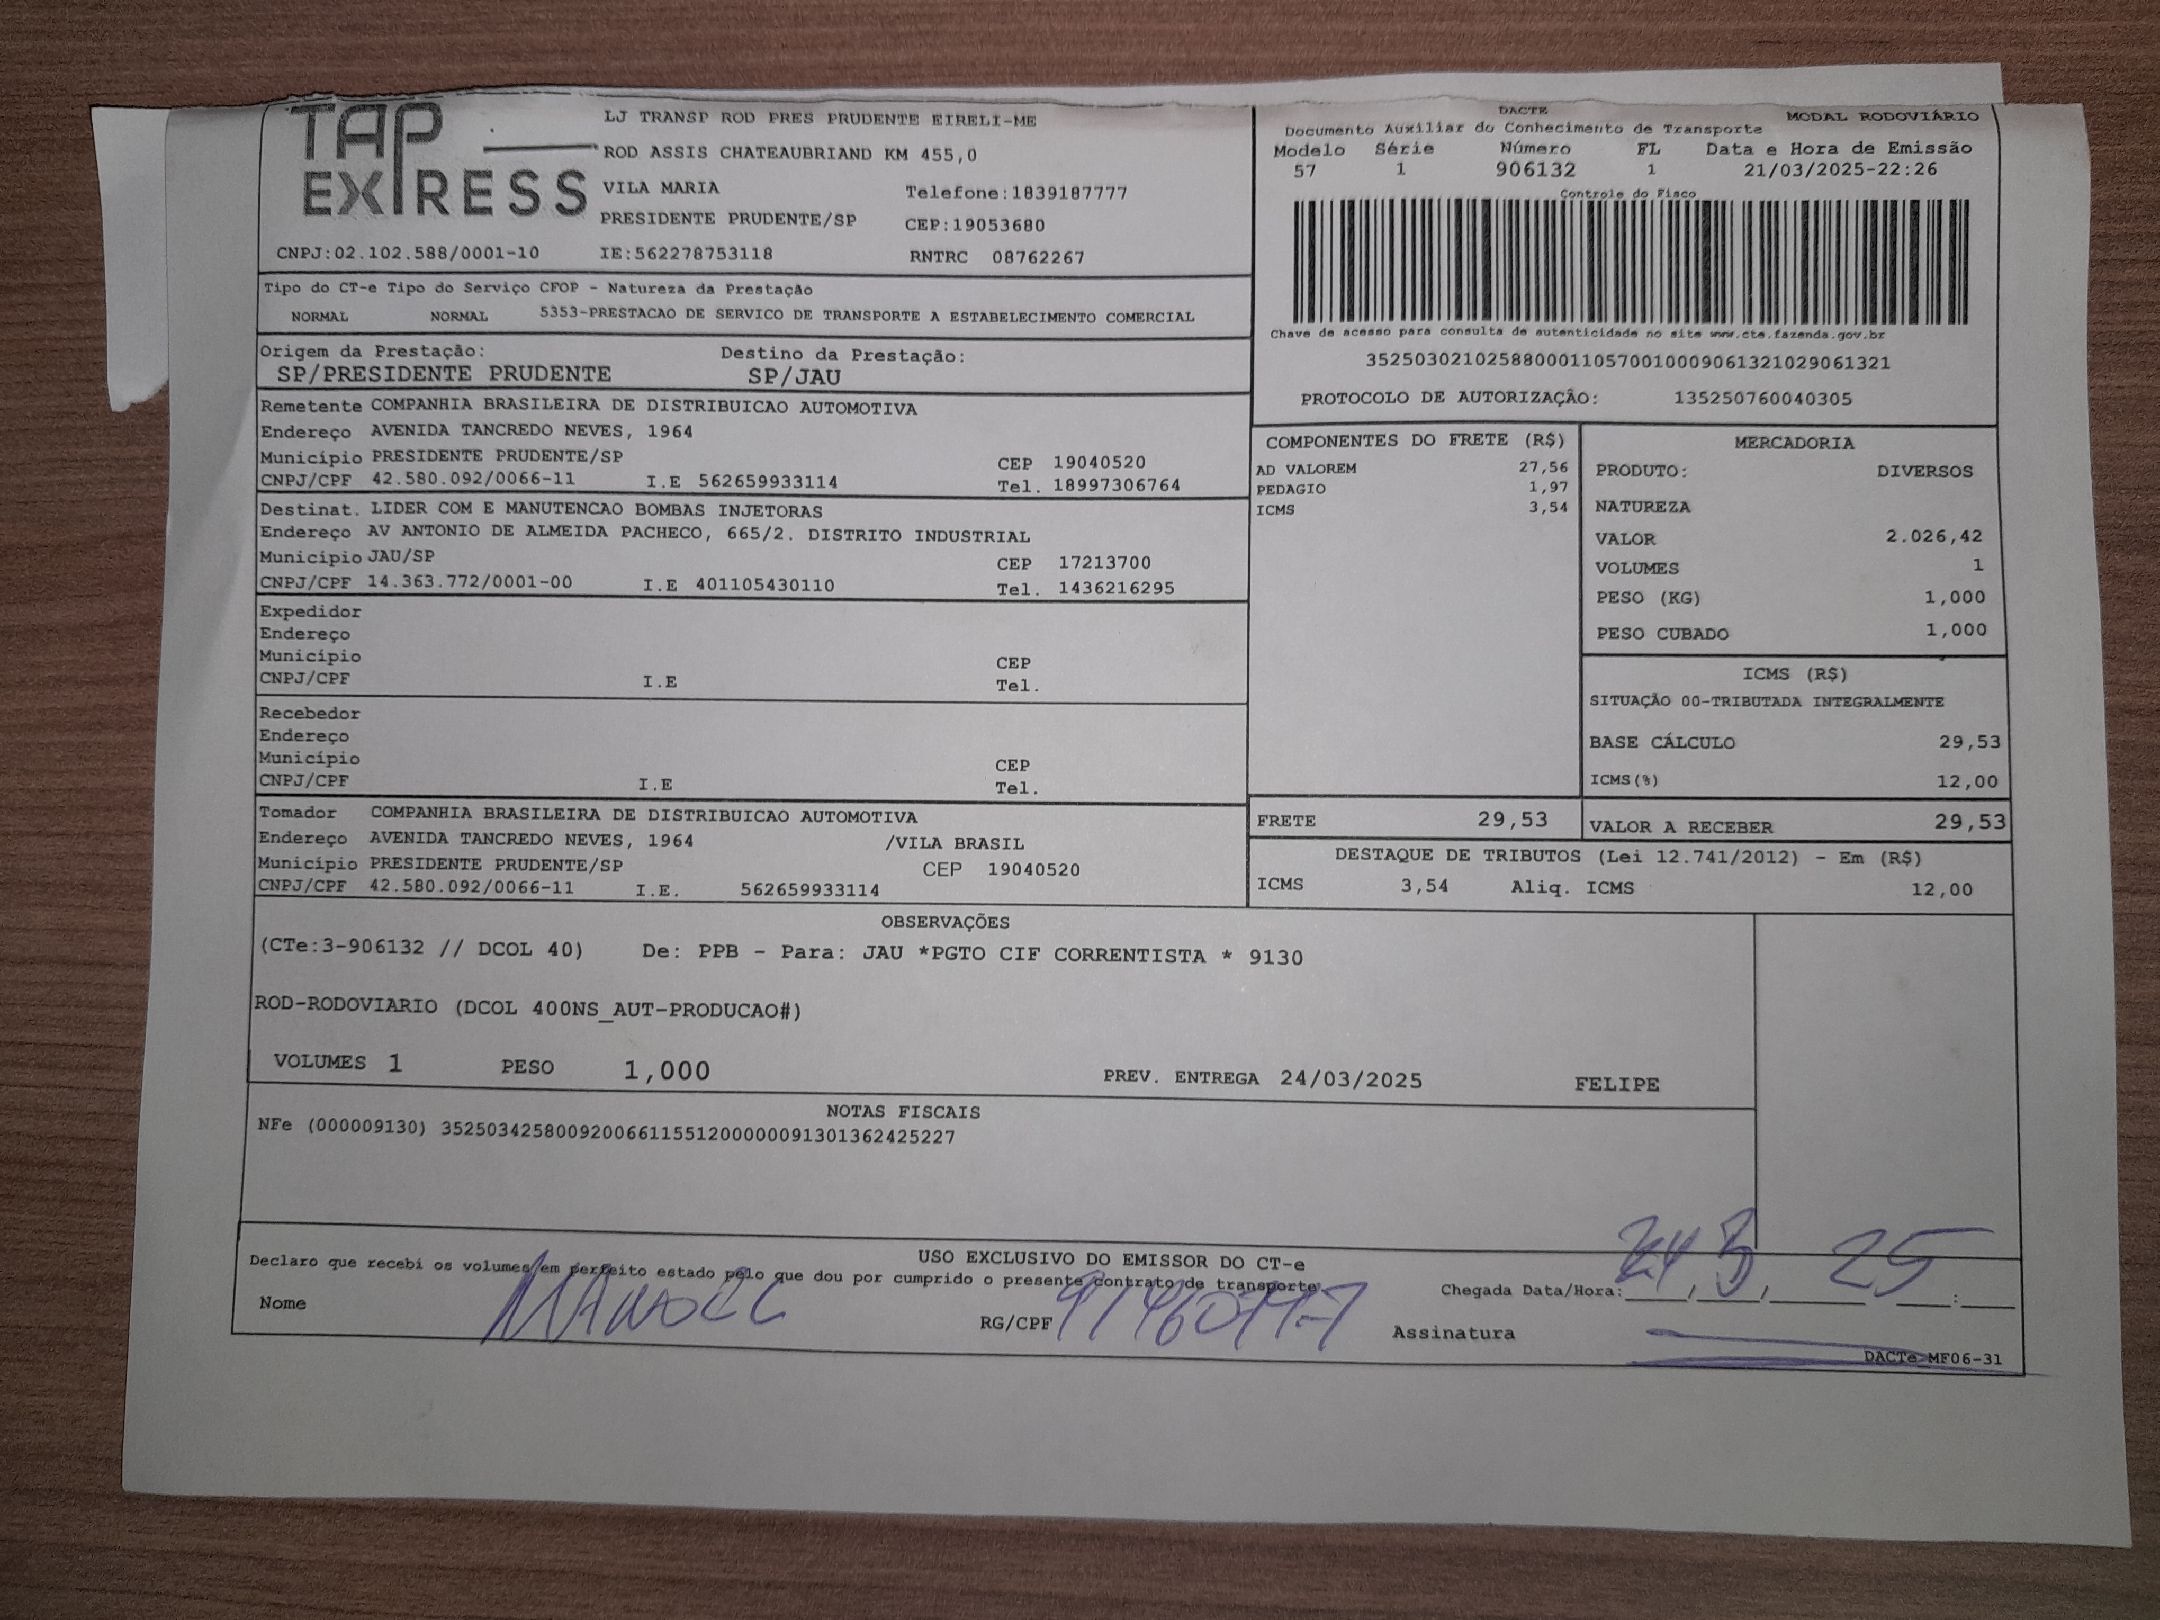 TAP EXPRESS
LJ TRANSP ROD PRES PRUDENTE EIRELI-ME
ROD ASSIS CHATEAUBRIAND KM 455,0
VILA MARIA Telefone:1839187777
PRESIDENTE PRUDENTE/SP CEP:19053680
CNPJ:02.102.588/0001-10 IE:562278753118 RNTRC 08762267
DACTE MODAL RODOVIÁRIO
Documento Auxiliar do Conhecimento de Transporte
Modelo Série Número FL Data e Hora de Emissão
57 1 906132 1 21/03/2025-22:26
Controle do Fisco
Chave de acesso para consulta de autenticidade no site www.cte.fazenda.gov.br
35250302102588000110570010009061321029061321
PROTOCOLO DE AUTORIZAÇÃO: 135250760040305
Tipo do CT-e Tipo do Serviço CFOP - Natureza da Prestação
NORMAL NORMAL 5353-PRESTACAO DE SERVICO DE TRANSPORTE A ESTABELECIMENTO COMERCIAL
Origem da Prestação: Destino da Prestação:
SP/PRESIDENTE PRUDENTE SP/JAU
Remetente COMPANHIA BRASILEIRA DE DISTRIBUICAO AUTOMOTIVA
Endereço AVENIDA TANCREDO NEVES, 1964
Município PRESIDENTE PRUDENTE/SP CEP 19040520
CNPJ/CPF 42.580.092/0066-11 I.E 562659933114 Tel. 18997306764
Destinat. LIDER COM E MANUTENCAO BOMBAS INJETORAS
Endereço AV ANTONIO DE ALMEIDA PACHECO, 665/2. DISTRITO INDUSTRIAL
Município JAU/SP CEP 17213700
CNPJ/CPF 14.363.772/0001-00 I.E 401105430110 Tel. 1436216295
Expedidor
Endereço
Município CEP
CNPJ/CPF I.E Tel.
Recebedor
Endereço
Município CEP
CNPJ/CPF I.E Tel.
Tomador COMPANHIA BRASILEIRA DE DISTRIBUICAO AUTOMOTIVA
Endereço AVENIDA TANCREDO NEVES, 1964 /VILA BRASIL
Município PRESIDENTE PRUDENTE/SP CEP 19040520
CNPJ/CPF 42.580.092/0066-11 I.E. 562659933114
COMPONENTES DO FRETE (R$)
AD VALOREM 27,56
PEDAGIO 1,97
ICMS 3,54
MERCADORIA
PRODUTO: DIVERSOS
NATUREZA
VALOR 2.026,42
VOLUMES 1
PESO (KG) 1,000
PESO CUBADO 1,000
ICMS (R$)
SITUAÇÃO 00-TRIBUTADA INTEGRALMENTE
BASE CÁLCULO 29,53
ICMS(%) 12,00
FRETE 29,53 VALOR A RECEBER 29,53
DESTAQUE DE TRIBUTOS (Lei 12.741/2012) - Em (R$)
ICMS 3,54 Aliq. ICMS 12,00
OBSERVAÇÕES
(CTe:3-906132 // DCOL 40) De: PPB - Para: JAU *PGTO CIF CORRENTISTA * 9130
ROD-RODOVIARIO (DCOL 400NS_AUT-PRODUCAO#)
VOLUMES 1 PESO 1,000 PREV. ENTREGA 24/03/2025 FELIPE
NOTAS FISCAIS
NFe (000009130) 35250342580092006611551200000091301362425227
USO EXCLUSIVO DO EMISSOR DO CT-e
Declaro que recebi os volumes em perfeito estado pelo que dou por cumprido o presente contrato de transporte
Chegada Data/Hora: 24, 3, 25 :
Nome RG/CPF Assinatura
DACTe MF06-31